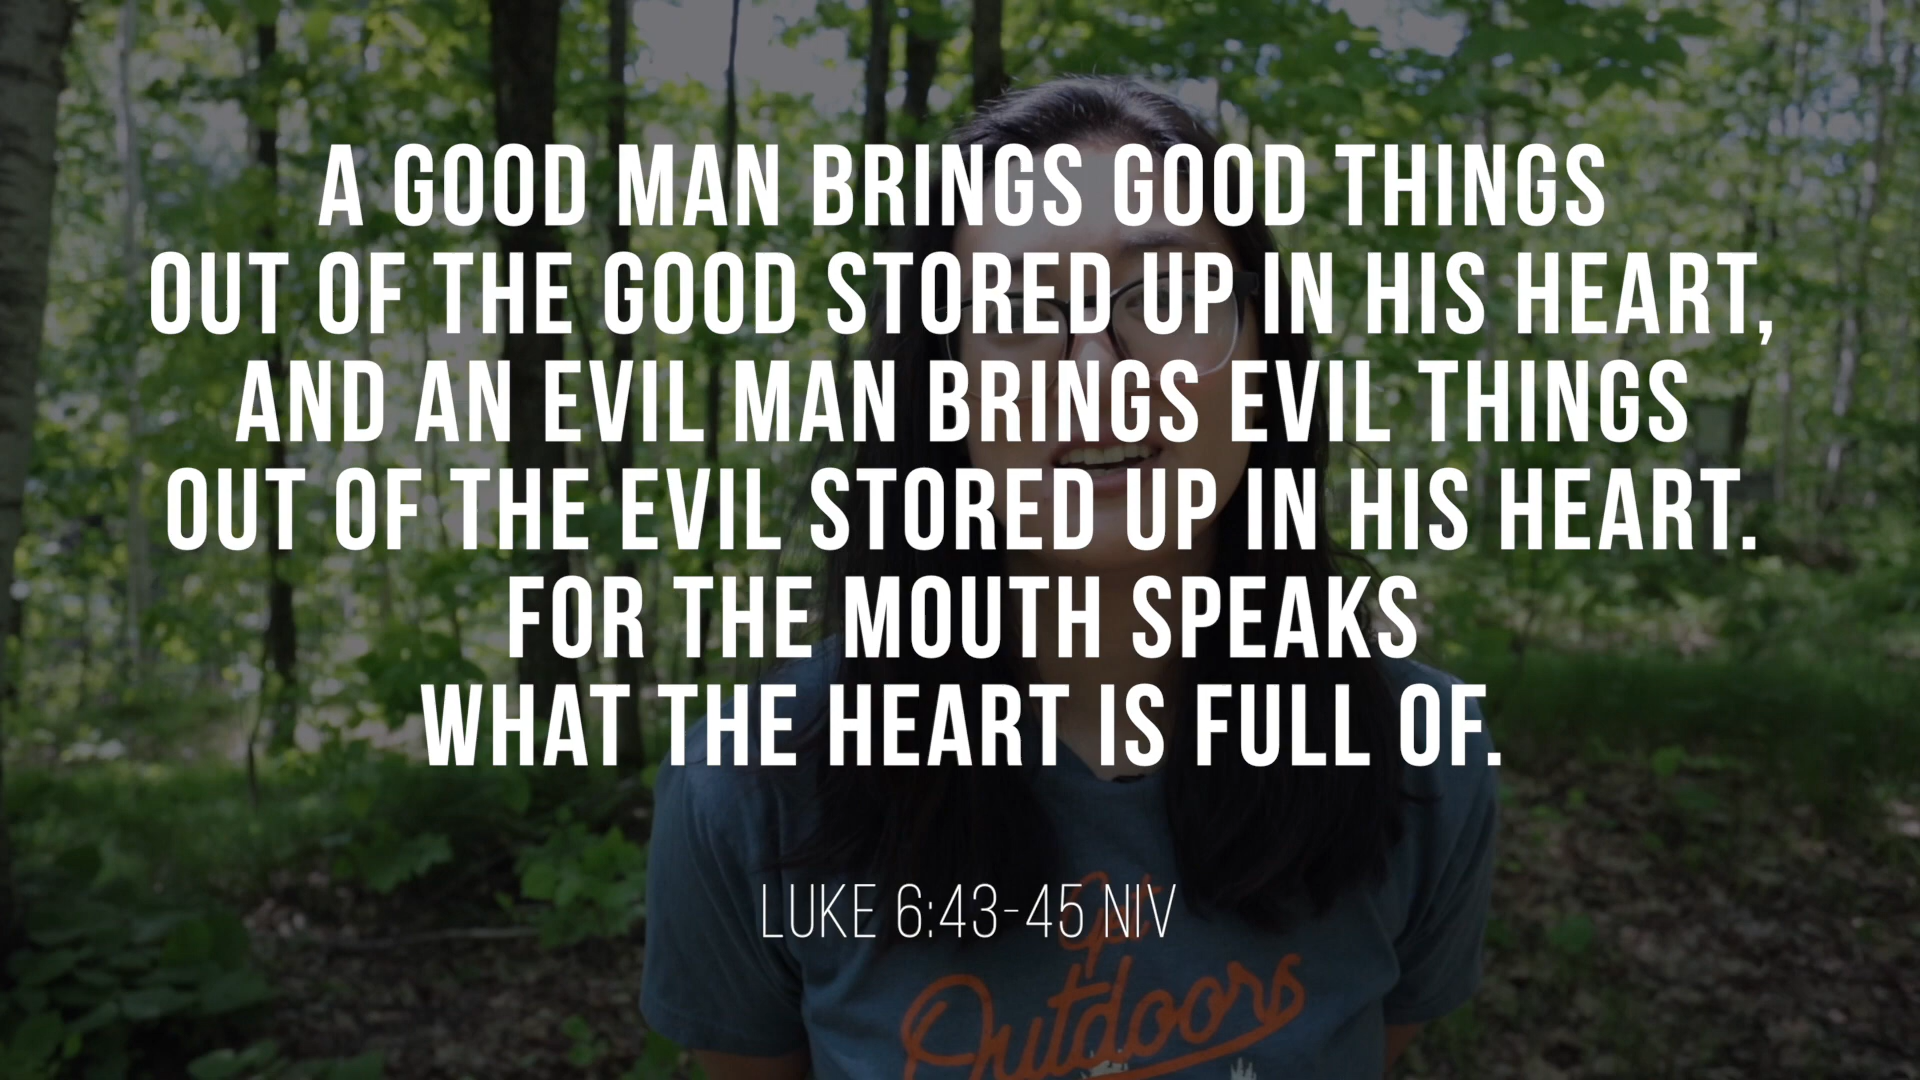 A GOOD MAN BRINGS GOOD THINGS
OUT OF THE GOOD STORED UP IN HIS HEART,
AND AN EVIL MAN BRINGS EVIL THINGS
OUT OF THE EVIL STORED UP IN HIS HEART.
FOR THE MOUTH SPEAKS
WHAT THE HEART IS FULL OF.
LUKE 6:43-45 NIV
Get
Outdoors